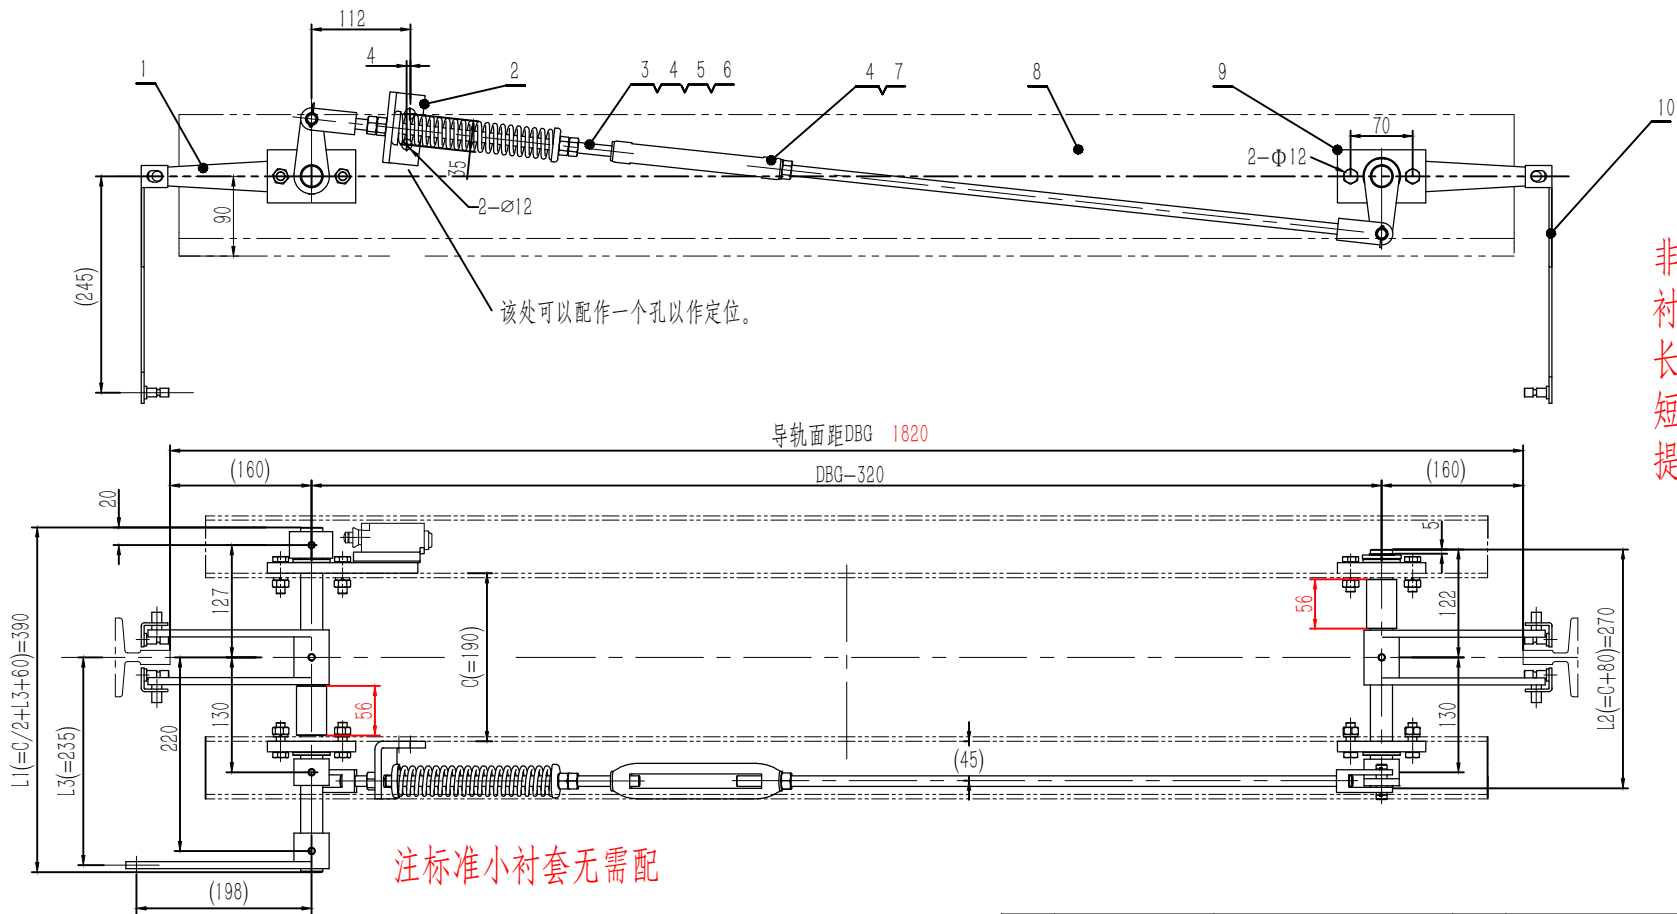 112
4
1
2
3 4 5 6
4 7
8
9
10
70
2-Φ12
35
2-⌀12
90
(245)
该处可以配作一个孔以作定位。
非
衬
长
短
提
导轨面距DBG 1820
(160)
DBG-320
(160)
20
5
127
56
122
C(=190)
L1(=C/2+L3+60)=390
L3(=235)
220
130
56
(45)
130
L2(=C+80)=270
注标准小衬套无需配
(198)